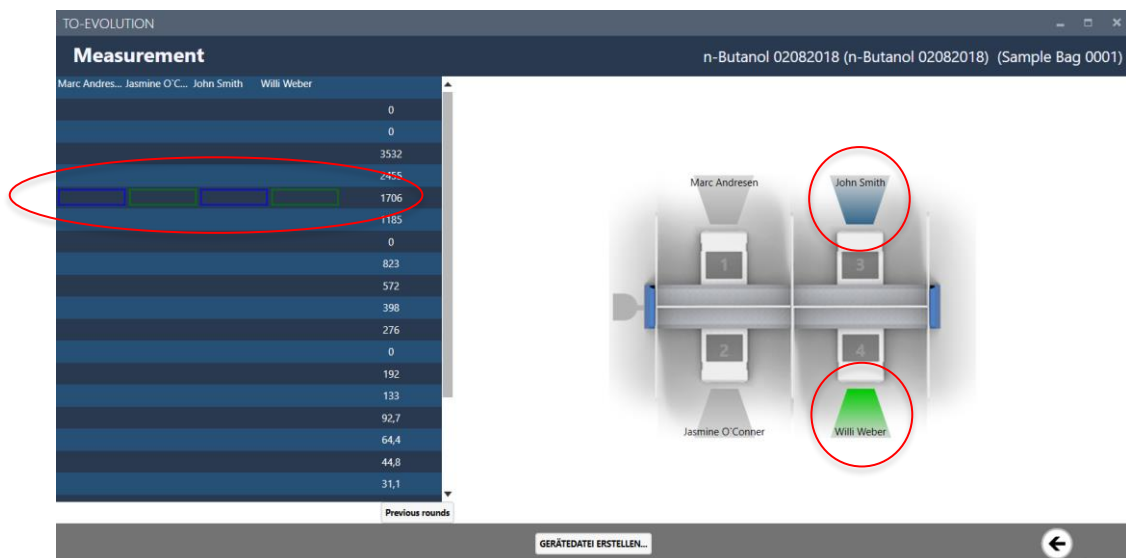 TO-EVOLUTION
Measurement
n-Butanol 02082018 (n-Butanol 02082018) (Sample Bag 0001)
Marc Andres... Jasmine O`C... John Smith Willi Weber
0
0
3532
2455
1706
1185
0
823
572
398
276
0
192
133
92,7
64,4
44,8
31,1
Previous rounds
Marc Andresen John Smith
1 3
2 4
Jasmine O`Conner Willi Weber
GERÄTEDATEI ERSTELLEN...